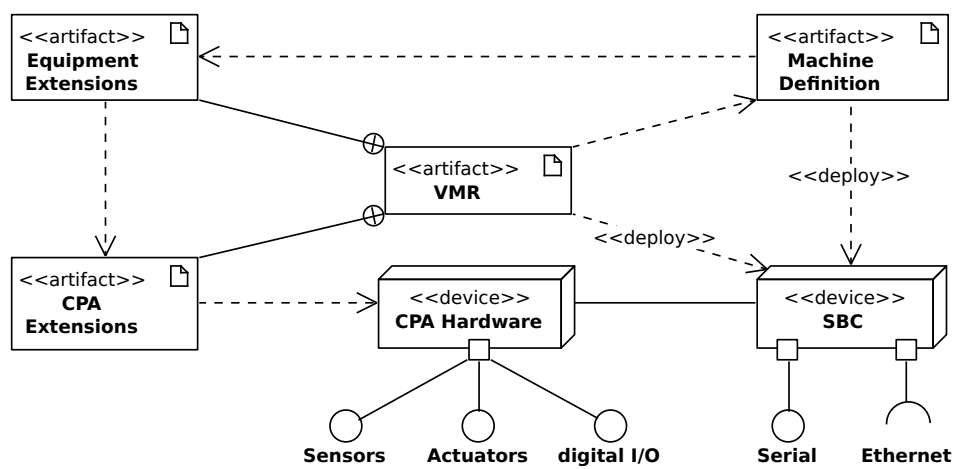 <<artifact>>
Equipment
Extensions
<<artifact>>
Machine
Definition
<<artifact>>
VMR
<<deploy>>
<<deploy>>
<<artifact>>
CPA
Extensions
<<device>>
CPA Hardware
<<device>>
SBC
Sensors
Actuators
digital I/O
Serial
Ethernet